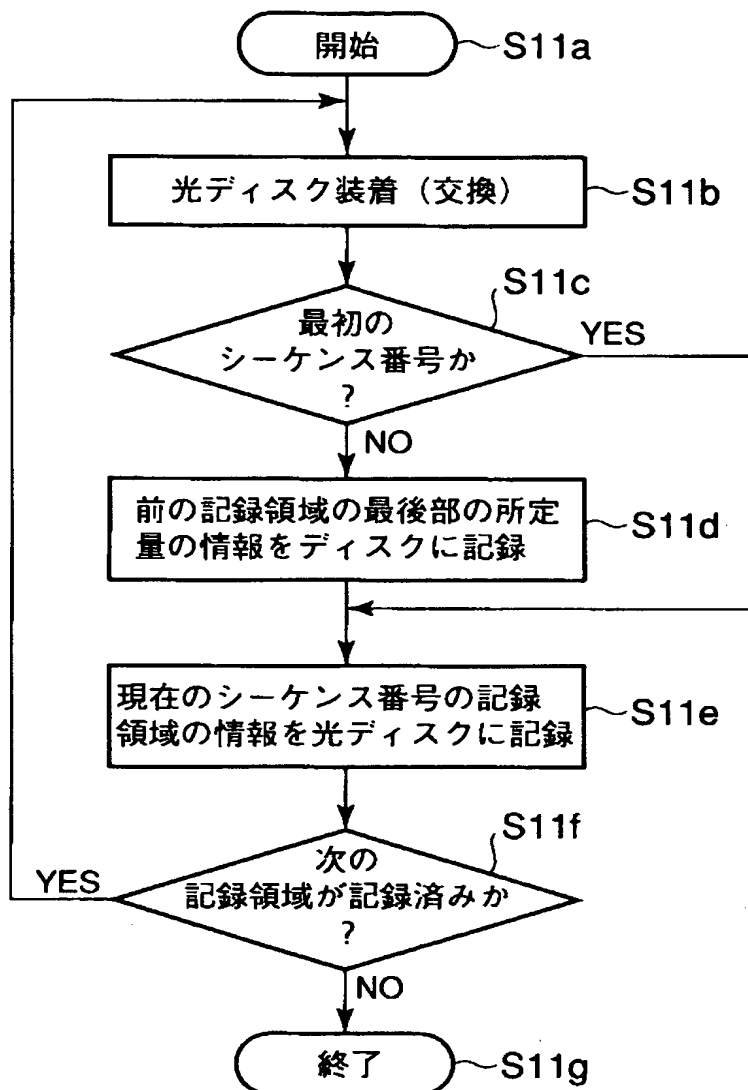 開始
S11a
光ディスク装着（交換）
S11b
S11c
最初の
シーケンス番号か
?
YES
NO
前の記録領域の最後部の所定
量の情報をディスクに記録
S11d
現在のシーケンス番号の記録
領域の情報を光ディスクに記録
S11e
S11f
次の
記録領域が記録済みか
?
YES
NO
終了
S11g